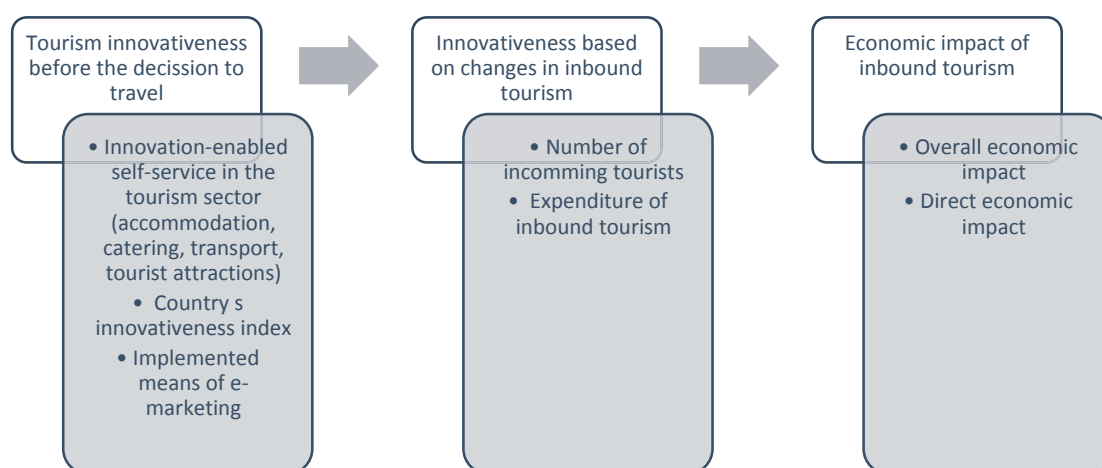 Tourism innovativeness
before the decission to
travel
• Innovation-enabled
self-service in the
tourism sector
(accommodation,
catering, transport,
tourist attractions)
• Country s
innovativeness index
• Implemented
means of e-
marketing
Innovativeness based
on changes in inbound
tourism
• Number of
incomming tourists
• Expenditure of
inbound tourism
Economic impact of
inbound tourism
• Overall economic
impact
• Direct economic
impact